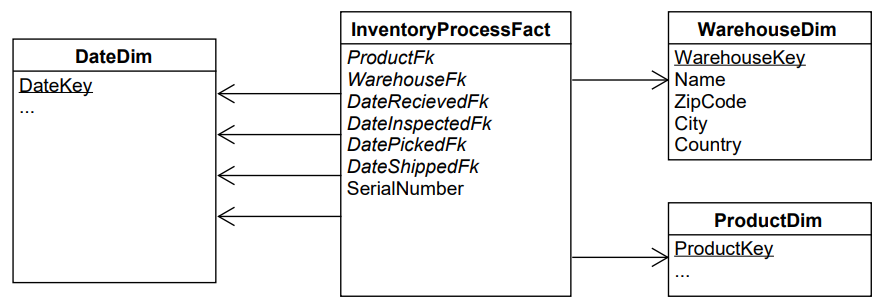 DateDim
DateKey
...
InventoryProcessFact
ProductFk
WarehouseFk
DateRecievedFk
DateInspectedFk
DatePickedFk
DateShippedFk
SerialNumber
WarehouseDim
WarehouseKey
Name
ZipCode
City
Country
ProductDim
ProductKey
...